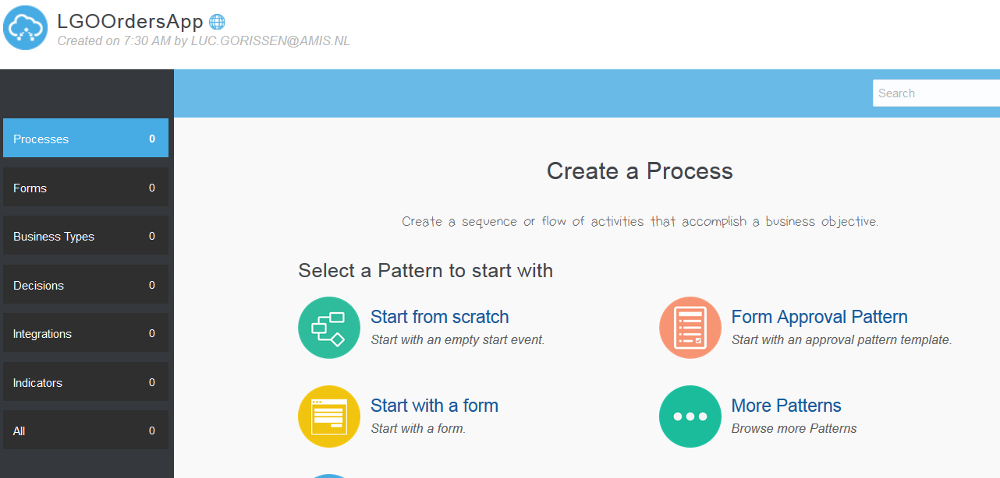 LGOOrdersApp
Created on 7:30 AM by LUC.GORISSEN@AMIS.NL
Search
Processes 0
Forms 0
Business Types 0
Decisions 0
Integrations 0
Indicators 0
All 0
Create a Process
Create a sequence or flow of activities that accomplish a business objective.
Select a Pattern to start with
Start from scratch
Start with an empty start event.
Form Approval Pattern
Start with an approval pattern template.
Start with a form
Start with a form.
More Patterns
Browse more Patterns